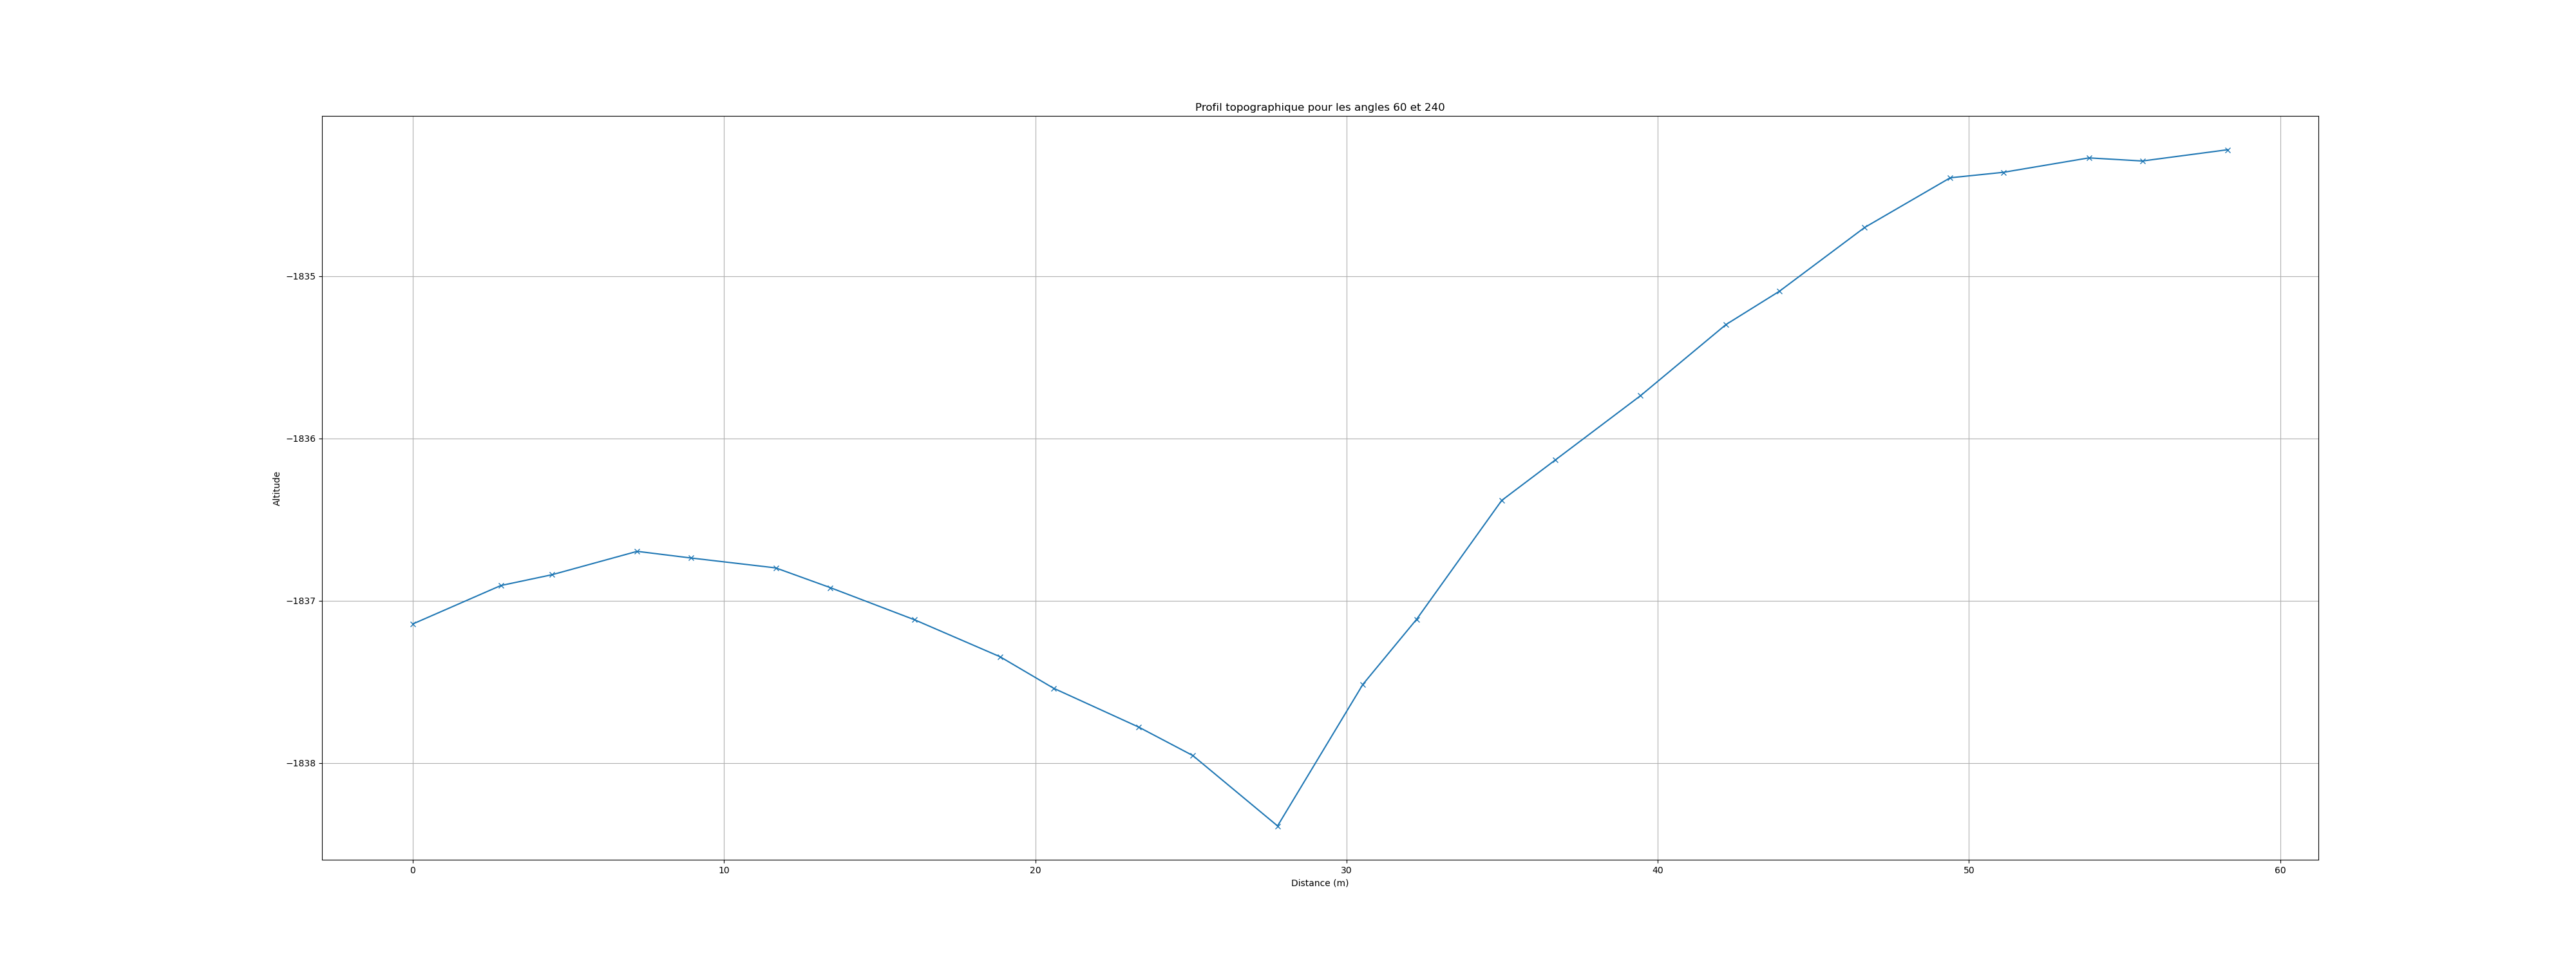 Profil topographique pour les angles 60 et 240
−1835
−1836
Altitude
−1837
−1838
0 10 20 30 40 50 60
Distance (m)